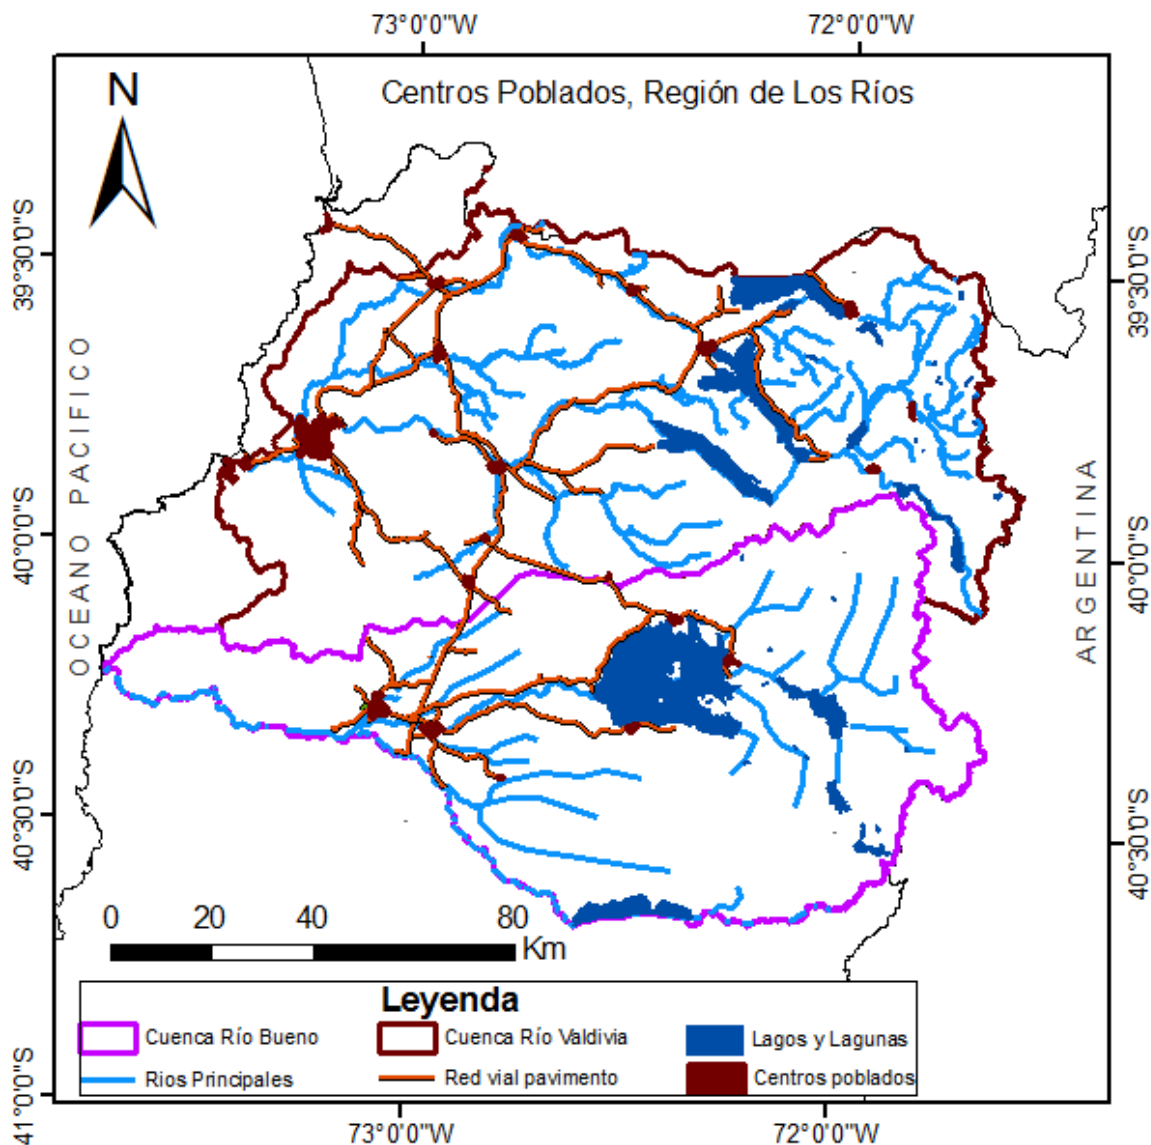 73°0'0"W 72°0'0"W
N
Centros Poblados, Región de Los Ríos
39°30'0"S
39°30'0"S
OCEANO PACIFICO
ARGENTINA
40°0'0"S
40°0'0"S
40°30'0"S
40°30'0"S
0 20 40 80
Km
Leyenda
Cuenca Río Bueno Cuenca Río Valdivia Lagos y Lagunas
Rios Principales Red vial pavimento Centros poblados
41°0'0"S
73°0'0"W 72°0'0"W